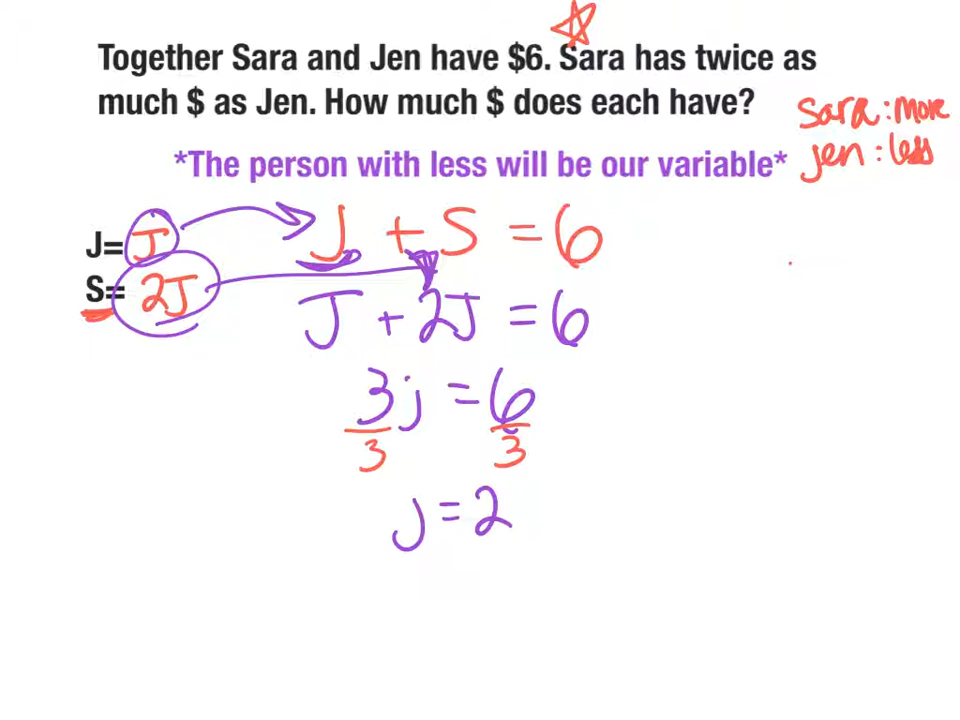 Together Sara and Jen have $6. Sara has twice as
much $ as Jen. How much $ does each have?
Sara: more
Jen: less
*The person with less will be our variable*
J= J
S= 2J
J + S = 6
J + 2J = 6
3j = 6
3 3
j = 2